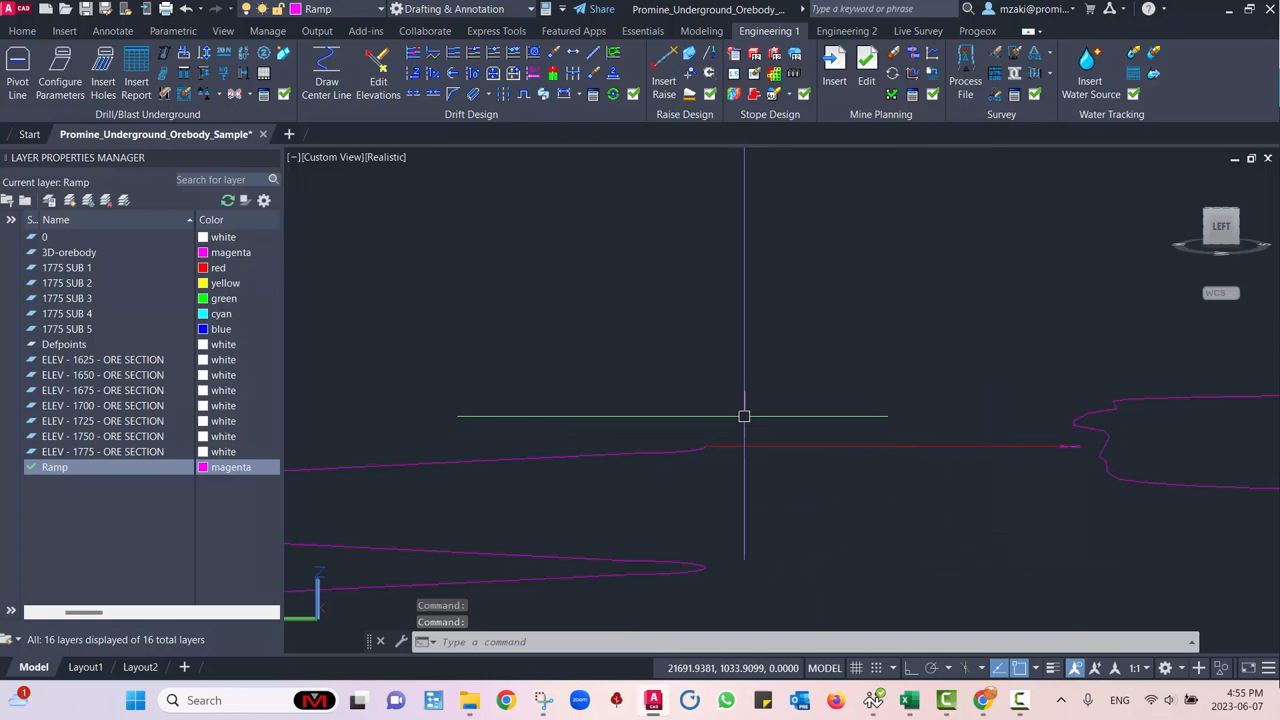 CAD
Ramp
Drafting & Annotation
Share
Promine_Underground_Orebody_...
Type a keyword or phrase
mzaki@promi...
Home
Insert
Annotate
Parametric
View
Manage
Output
Add-ins
Collaborate
Express Tools
Featured Apps
Essentials
Modeling
Engineering 1
Engineering 2
Live Survey
Progeox
Pivot Line
Configure Parameters
Insert Holes
Insert Report
Draw Center Line
Edit Elevations
Insert Raise
Insert
Edit
Process File
Insert Water Source
Drill/Blast Underground
Drift Design
Raise Design
Stope Design
Mine Planning
Survey
Water Tracking
Start
Promine_Underground_Orebody_Sample*
LAYER PROPERTIES MANAGER
[−][Custom View][Realistic]
Current layer: Ramp
Search for layer
S... Name Color
0 white
3D-orebody magenta
1775 SUB 1 red
1775 SUB 2 yellow
1775 SUB 3 green
1775 SUB 4 cyan
1775 SUB 5 blue
Defpoints white
ELEV - 1625 - ORE SECTION white
ELEV - 1650 - ORE SECTION white
ELEV - 1675 - ORE SECTION white
ELEV - 1700 - ORE SECTION white
ELEV - 1725 - ORE SECTION white
ELEV - 1750 - ORE SECTION white
ELEV - 1775 - ORE SECTION white
Ramp magenta
LEFT
WCS
Z
X
Command:
Command:
Type a command
All: 16 layers displayed of 16 total layers
Model
Layout1
Layout2
21691.9381, 1033.9099, 0.0000
MODEL
1:1
1
Search
zoom
ENG
4:55 PM
2023-06-07